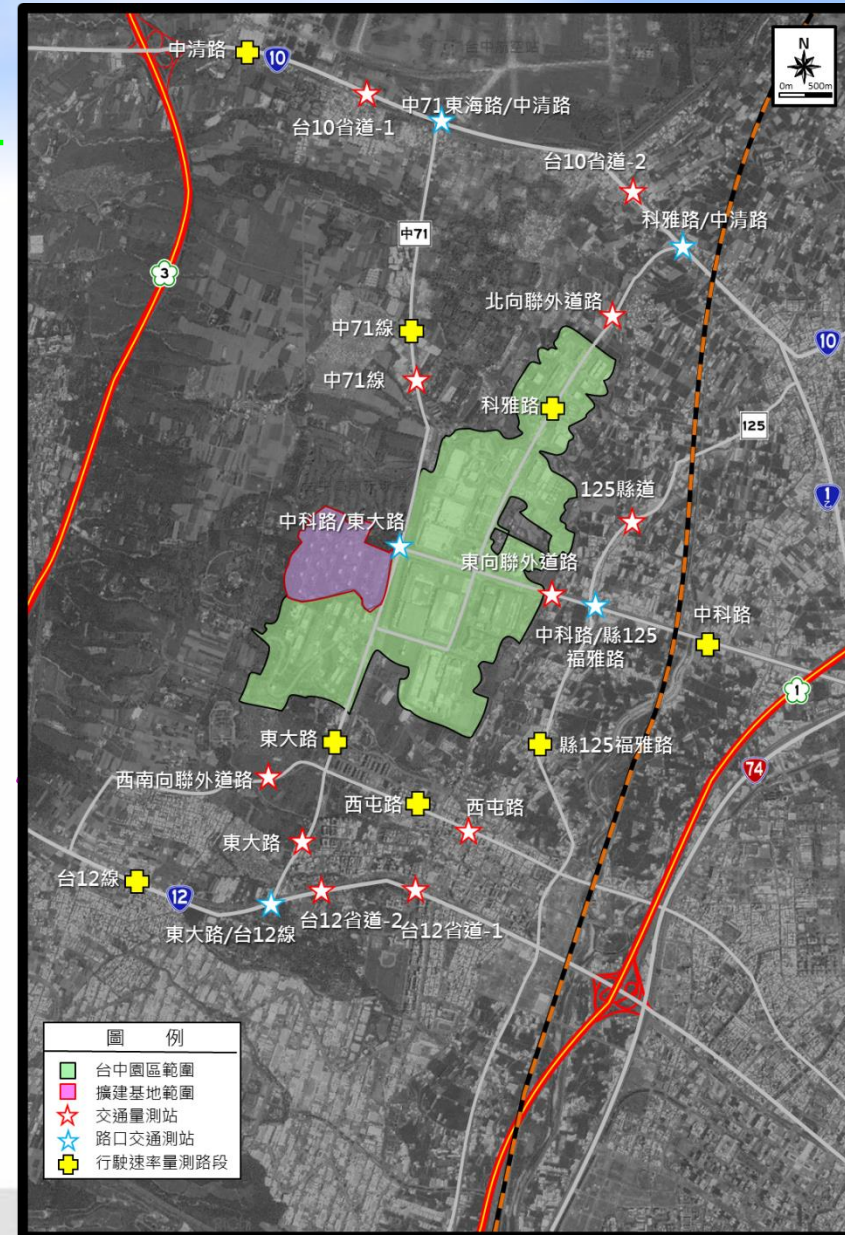 N
0m 500m
中清路
10
台10省道-1
中71東海路/中清路
台10省道-2
科雅路/中清路
中71
3
北向聯外道路
中71線
10
中71線
科雅路
125
125縣道
1
中科路/東大路
東向聯外道路
中科路/縣125
福雅路
中科路
1
東大路
縣125福雅路
74
西南向聯外道路
西屯路
西屯路
東大路
台12線
12
台12省道-2
台12省道-1
東大路/台12線
圖 例
台中園區範圍
擴建基地範圍
交通量測站
路口交通測站
行駛速率量測路段